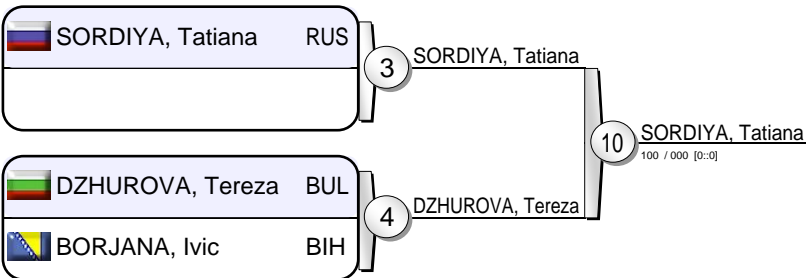 SORDIYA, Tatiana RUS
3
SORDIYA, Tatiana
DZHUROVA, Tereza BUL
BORJANA, Ivic BIH
4
DZHUROVA, Tereza
10
SORDIYA, Tatiana
100 / 000 [0::0]